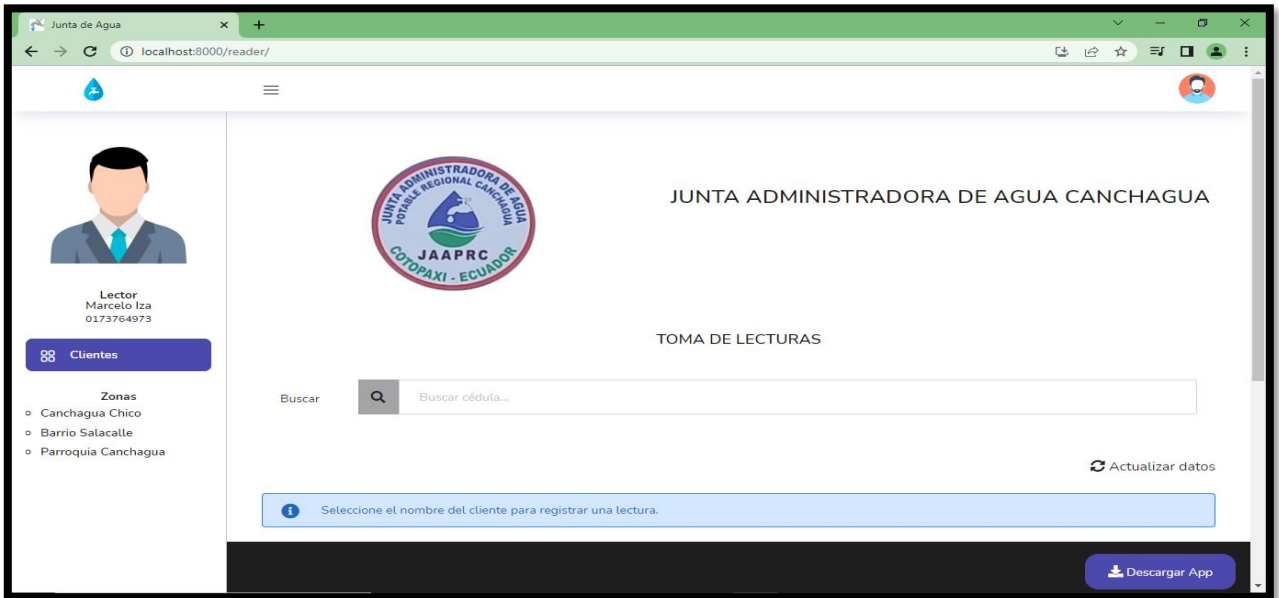 Junta de Agua
localhost:8000/reader/
JUNTA ADMINISTRADORA DE AGUA
POTABLE REGIONAL CANCHAGUA
JAAPRC
COTOPAXI - ECUADOR
JUNTA ADMINISTRADORA DE AGUA CANCHAGUA
Lector
Marcelo Iza
0173764973
Clientes
Zonas
Canchagua Chico
Barrio Salacalle
Parroquia Canchagua
TOMA DE LECTURAS
Buscar
Buscar cédula...
Actualizar datos
Seleccione el nombre del cliente para registrar una lectura.
Descargar App